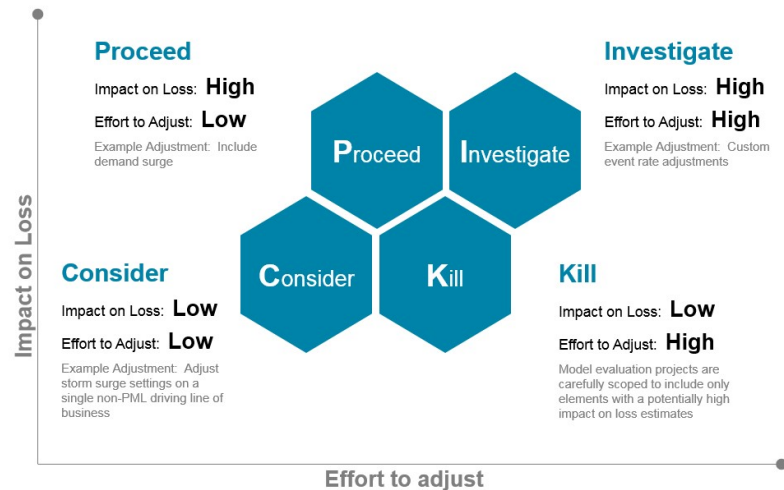 Proceed
Impact on Loss: High
Effort to Adjust: Low
Example Adjustment: Include
demand surge
Investigate
Impact on Loss: High
Effort to Adjust: High
Example Adjustment: Custom
event rate adjustments
Proceed
Investigate
Consider
Kill
Consider
Impact on Loss: Low
Effort to Adjust: Low
Example Adjustment: Adjust
storm surge settings on a
single non-PML driving line of
business
Kill
Impact on Loss: Low
Effort to Adjust: High
Model evaluation projects are
carefully scoped to include only
elements with a potentially high
impact on loss estimates
Impact on Loss
Effort to adjust